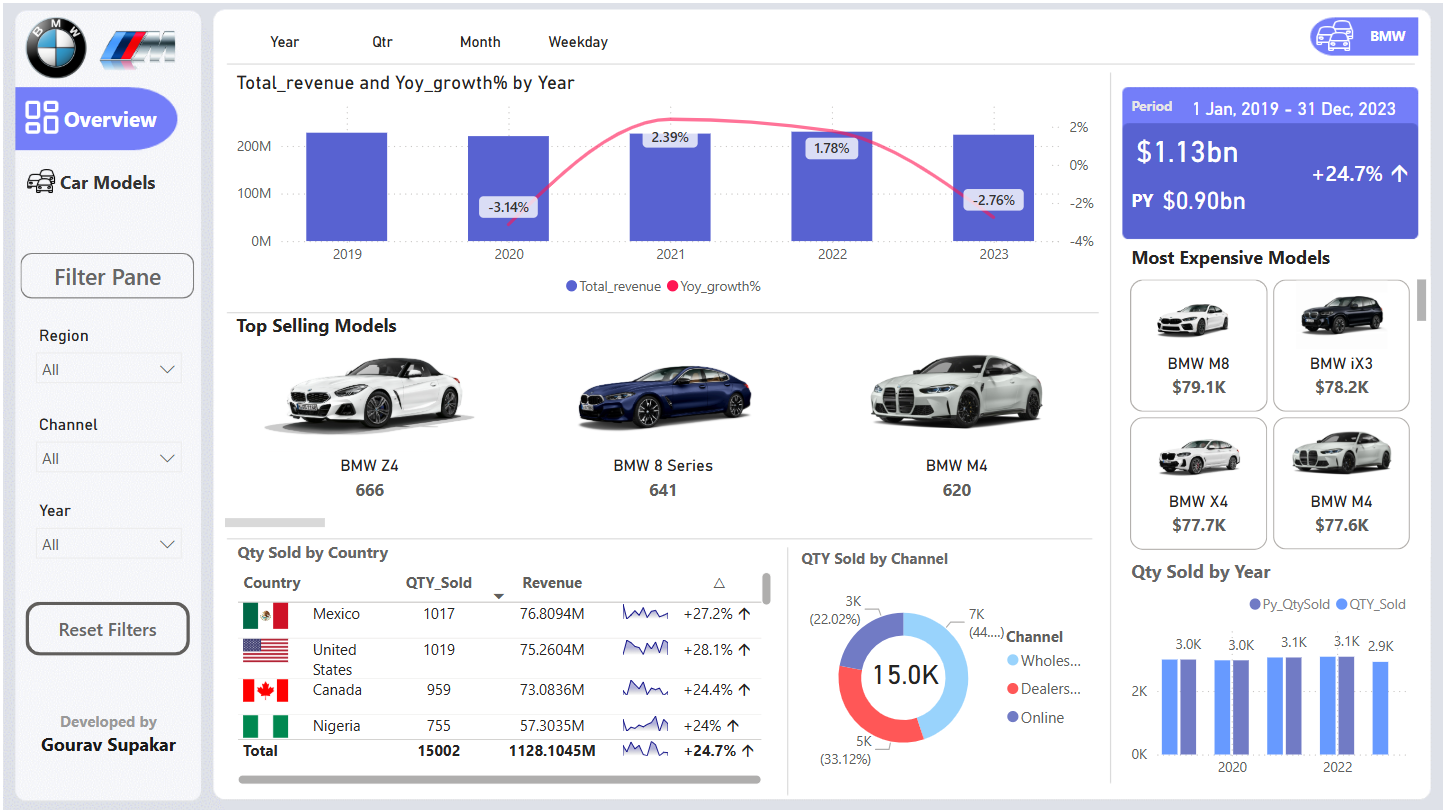 BMW
M
Overview
Car Models
Filter Pane
Region
All
Channel
All
Year
All
Reset Filters
Developed by
Gourav Supakar
Year Qtr Month Weekday
BMW
Total_revenue and Yoy_growth% by Year
200M
100M
0M
2%
0%
-2%
-4%
-3.14%
2.39%
1.78%
-2.76%
2019 2020 2021 2022 2023
Total_revenue Yoy_growth%
Top Selling Models
BMW Z4 BMW 8 Series BMW M4
666 641 620
Qty Sold by Country
Country QTY_Sold Revenue △
Mexico 1017 76.8094M +27.2% ↑
United States 1019 75.2604M +28.1% ↑
Canada 959 73.0836M +24.4% ↑
Nigeria 755 57.3035M +24% ↑
Total 15002 1128.1045M +24.7% ↑
QTY Sold by Channel
3K
(22.02%)
7K
(44....)
15.0K
5K
(33.12%)
Channel
Wholes...
Dealers...
Online
Period 1 Jan, 2019 - 31 Dec, 2023
$1.13bn
+24.7% ↑
PY $0.90bn
Most Expensive Models
BMW M8 BMW iX3
$79.1K $78.2K
BMW X4 BMW M4
$77.7K $77.6K
Qty Sold by Year
Py_QtySold QTY_Sold
3.0K 3.0K 3.1K 3.1K 2.9K
2K
0K
2020 2022